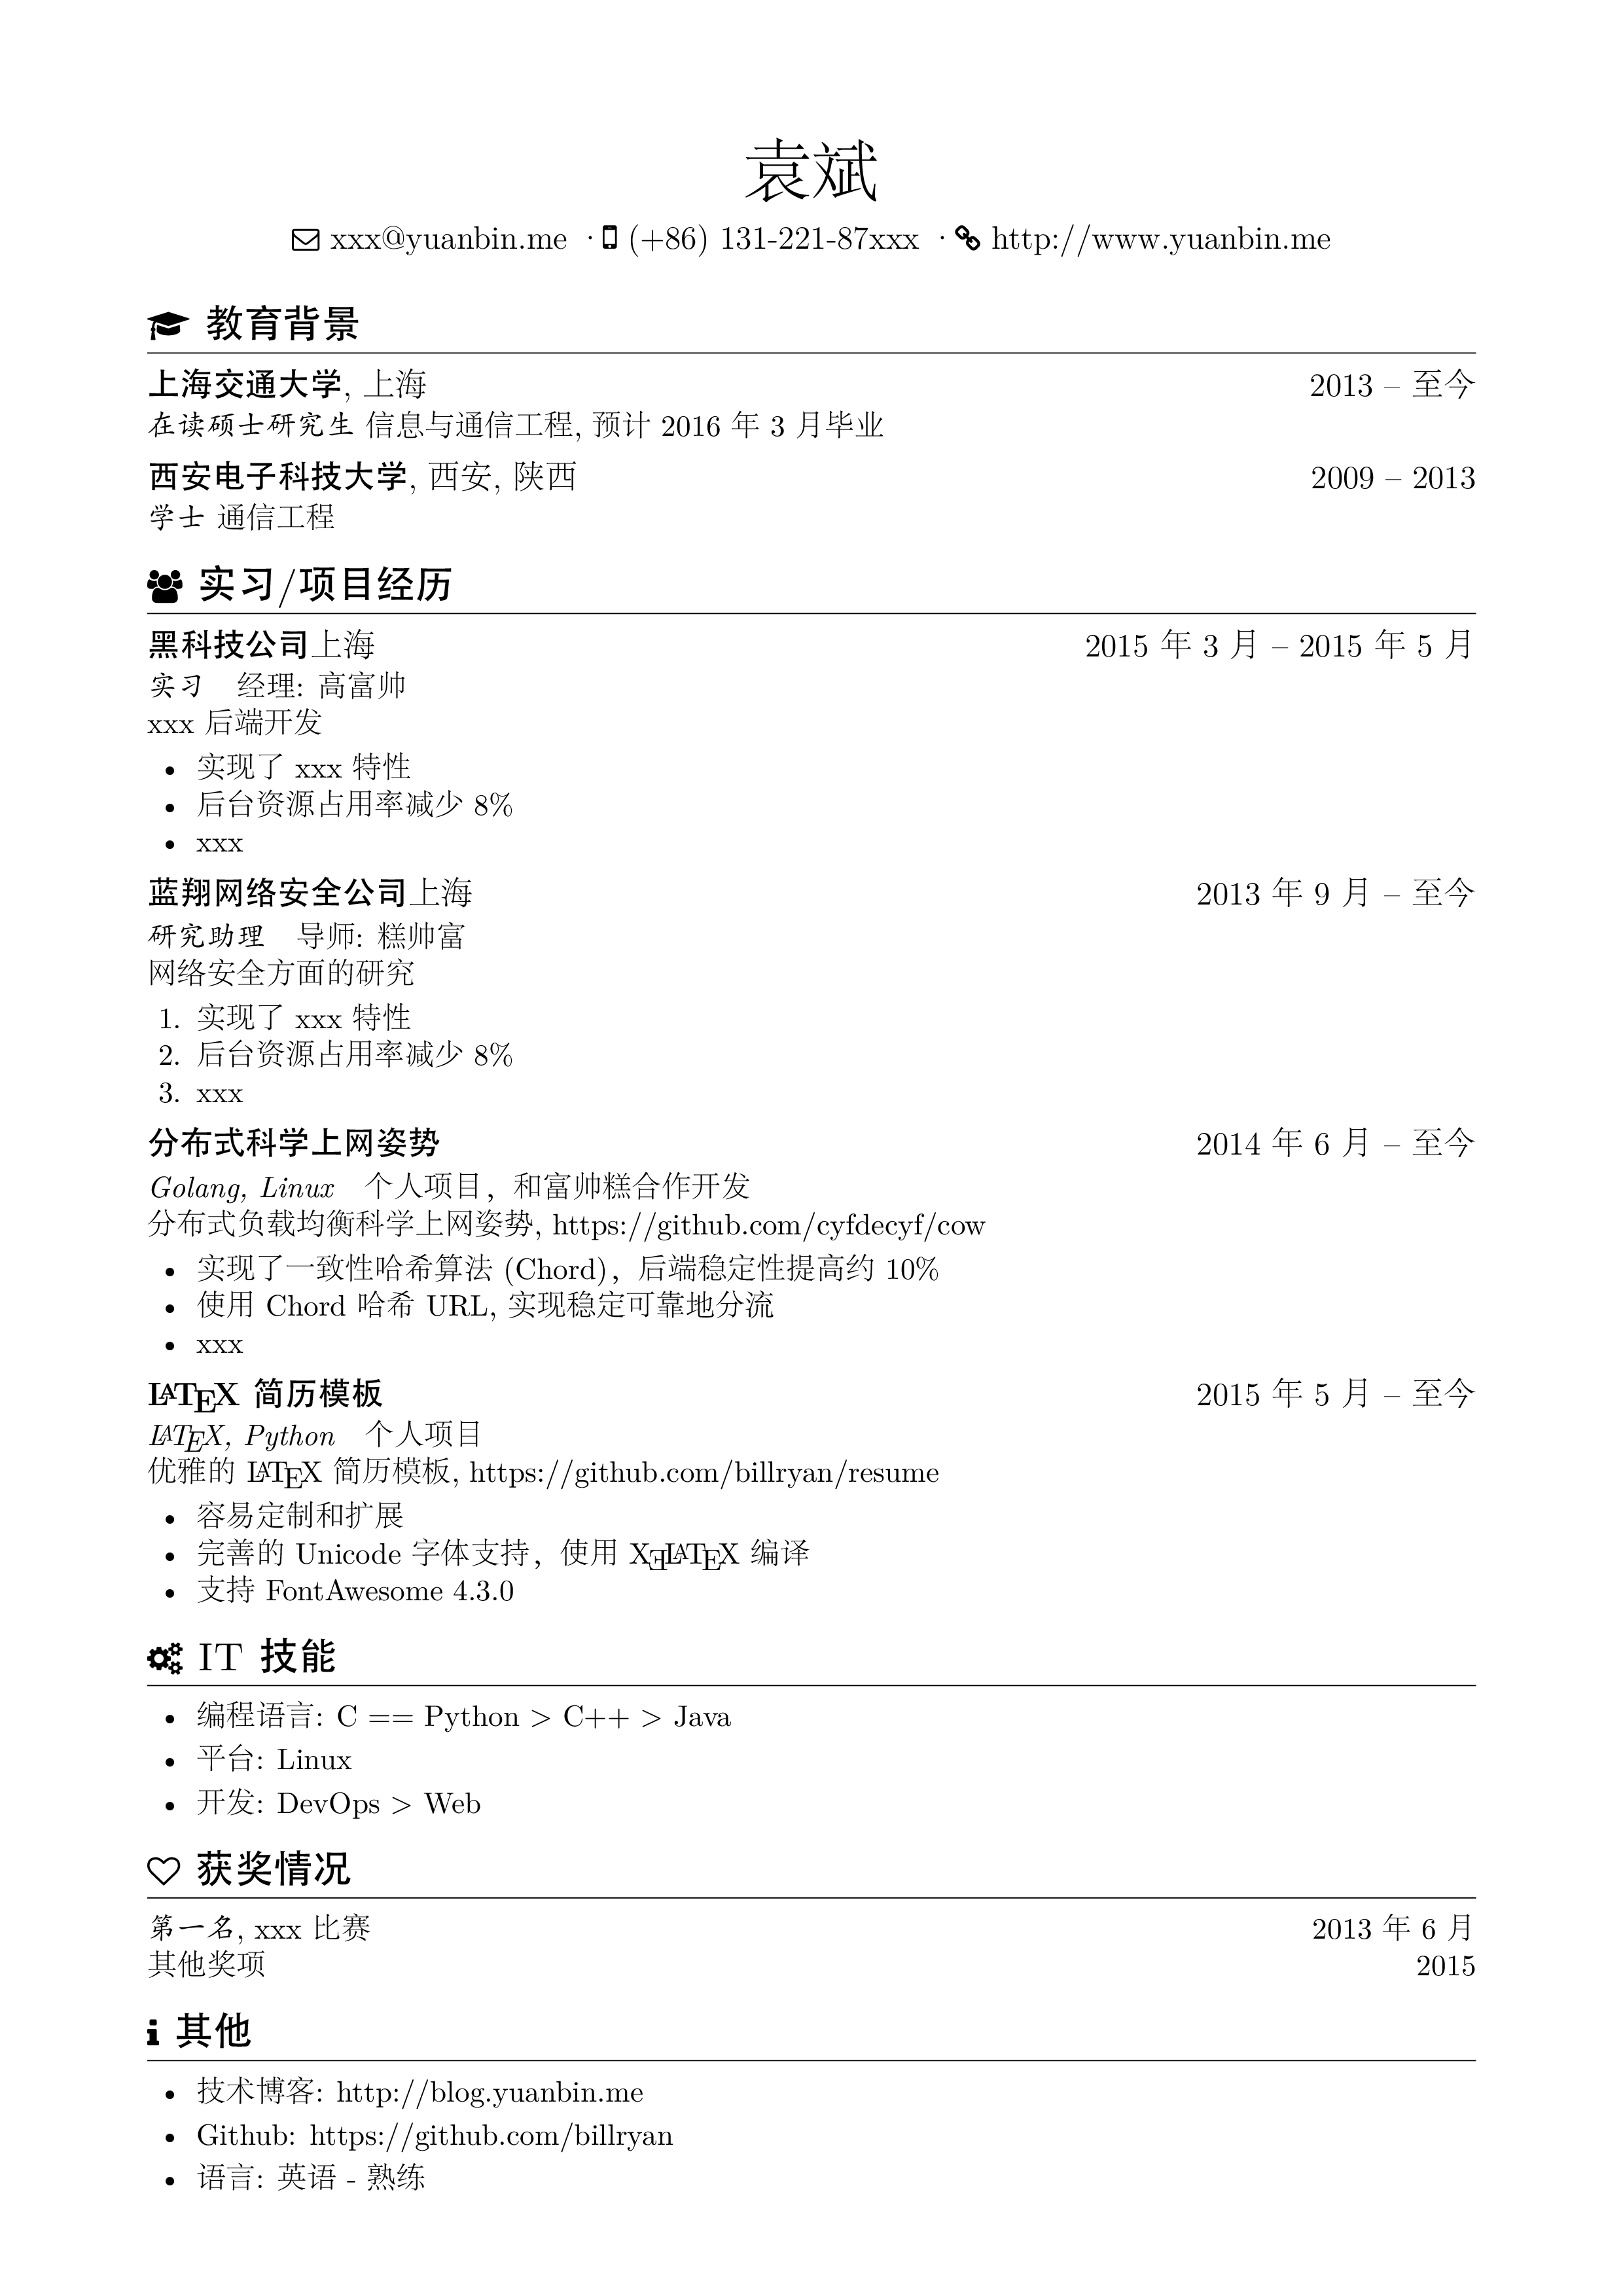 袁斌
xxx@yuanbin.me · (+86) 131-221-87xxx · http://www.yuanbin.me
教育背景
上海交通大学, 上海 2013 – 至今
在读硕士研究生 信息与通信工程, 预计 2016 年 3 月毕业
西安电子科技大学, 西安, 陕西 2009 – 2013
学士 通信工程
实习/项目经历
黑科技公司上海 2015 年 3 月 – 2015 年 5 月
实习 经理: 高富帅
xxx 后端开发
• 实现了 xxx 特性
• 后台资源占用率减少 8%
• xxx
蓝翔网络安全公司上海 2013 年 9 月 – 至今
研究助理 导师: 糕帅富
网络安全方面的研究
1. 实现了 xxx 特性
2. 后台资源占用率减少 8%
3. xxx
分布式科学上网姿势 2014 年 6 月 – 至今
Golang, Linux 个人项目，和富帅糕合作开发
分布式负载均衡科学上网姿势, https://github.com/cyfdecyf/cow
• 实现了一致性哈希算法 (Chord)，后端稳定性提高约 10%
• 使用 Chord 哈希 URL, 实现稳定可靠地分流
• xxx
LATEX 简历模板 2015 年 5 月 – 至今
LATEX, Python 个人项目
优雅的 LATEX 简历模板, https://github.com/billryan/resume
• 容易定制和扩展
• 完善的 Unicode 字体支持，使用 XƎLATEX 编译
• 支持 FontAwesome 4.3.0
IT 技能
• 编程语言: C == Python > C++ > Java
• 平台: Linux
• 开发: DevOps > Web
获奖情况
第一名, xxx 比赛 2013 年 6 月
其他奖项 2015
其他
• 技术博客: http://blog.yuanbin.me
• Github: https://github.com/billryan
• 语言: 英语 - 熟练